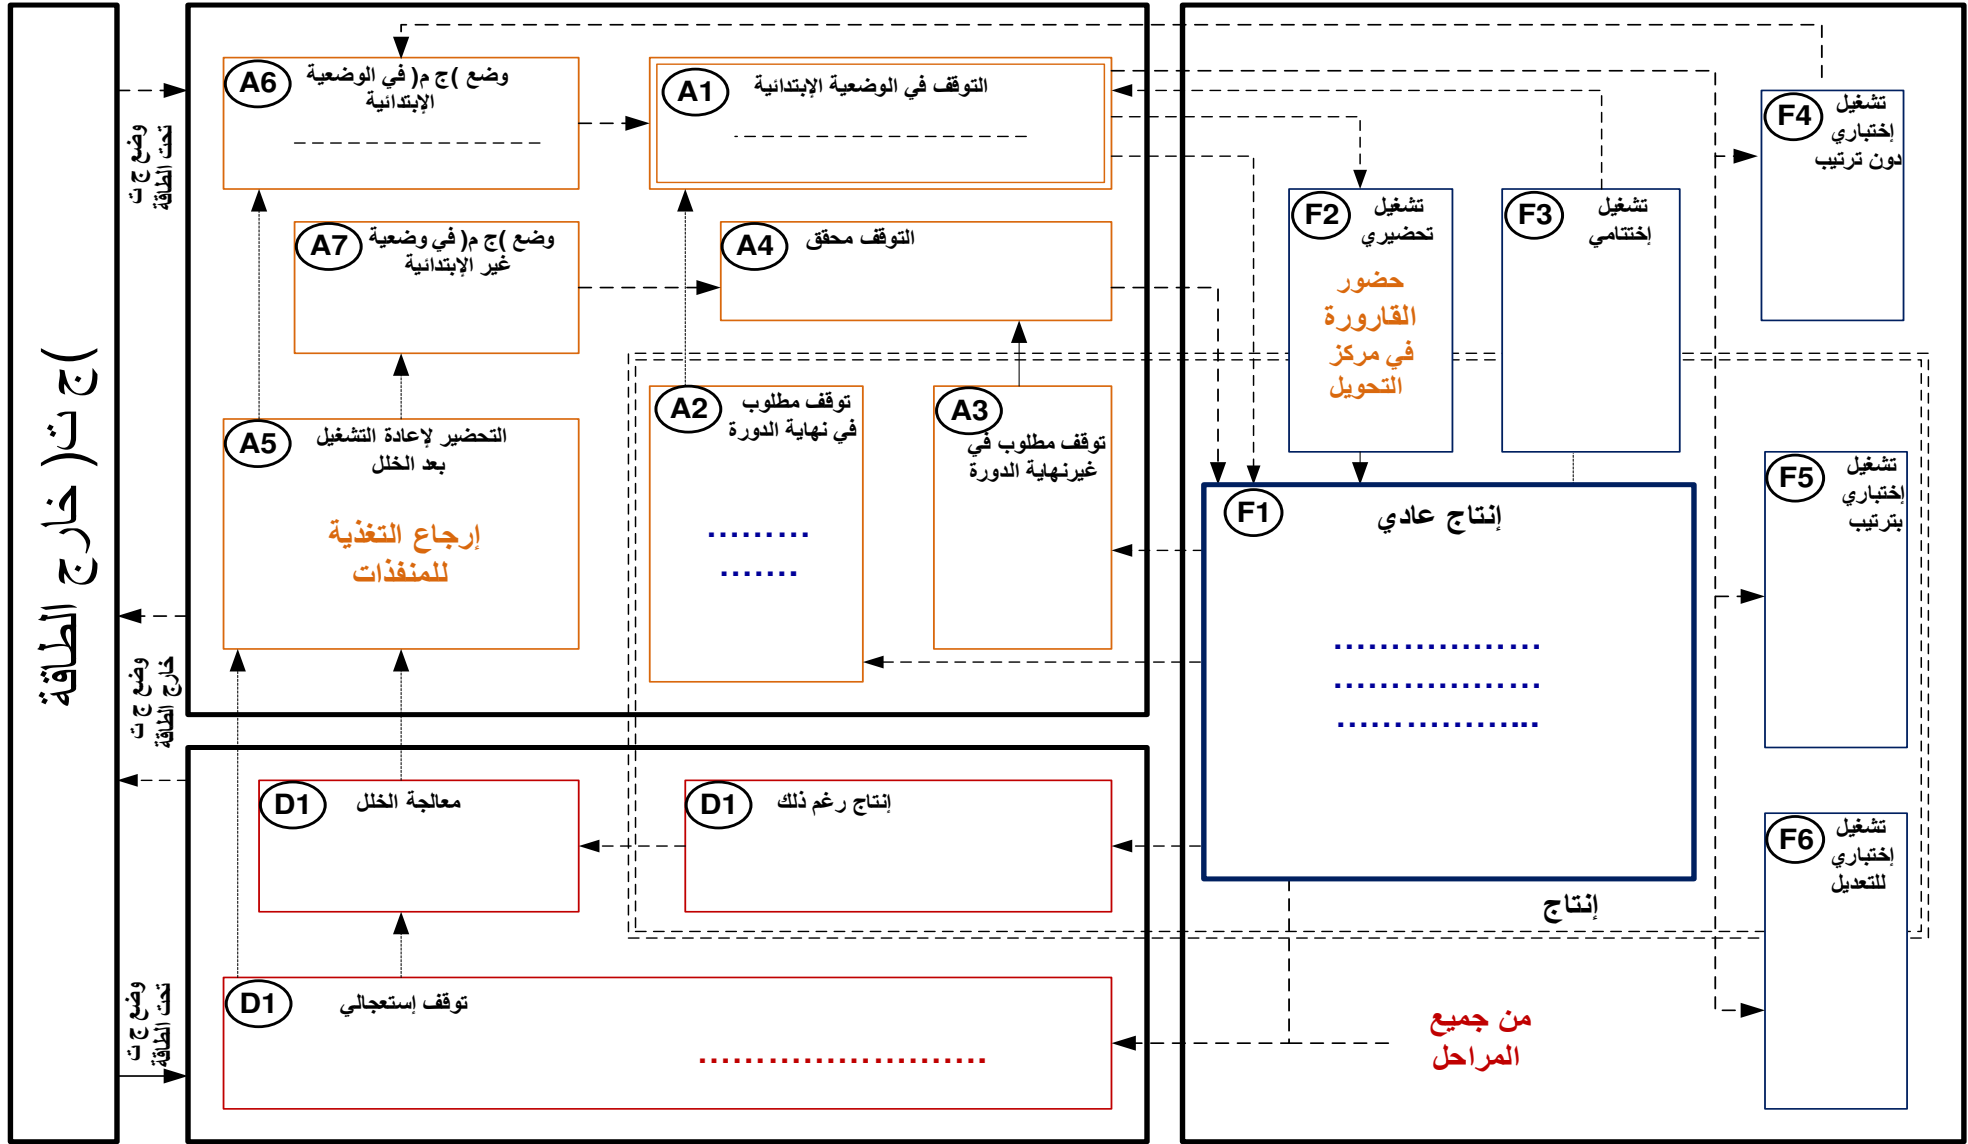 )ج ت( خارج الطاقة
وضع ج ت
تحت الطاقة
وضع ج ت
خارج الطاقة
وضع ج ت
تحت الطاقة
A6
وضع )ج م( في الوضعية
الإبتدائية
A1
التوقف في الوضعية الإبتدائية
A7
وضع )ج م( في وضعية
غير الإبتدائية
A4
التوقف محقق
A5
التحضير لإعادة التشغيل
بعد الخلل
إرجاع التغذية
للمنفذات
A2
توقف مطلوب
في نهاية الدورة
.........
.......
A3
توقف مطلوب في
غيرنهاية الدورة
F4
تشغيل
إختباري
دون ترتيب
F2
تشغيل
تحضيري
حضور
القارورة
في مركز
التحويل
F3
تشغيل
إختتامي
F1
إنتاج عادي
..................
..................
..................
F5
تشغيل
إختباري
بترتيب
F6
تشغيل
إختباري
للتعديل
إنتاج
D1
معالجة الخلل
D1
إنتاج رغم ذلك
D1
توقف إستعجالي
.........................
من جميع
المراحل